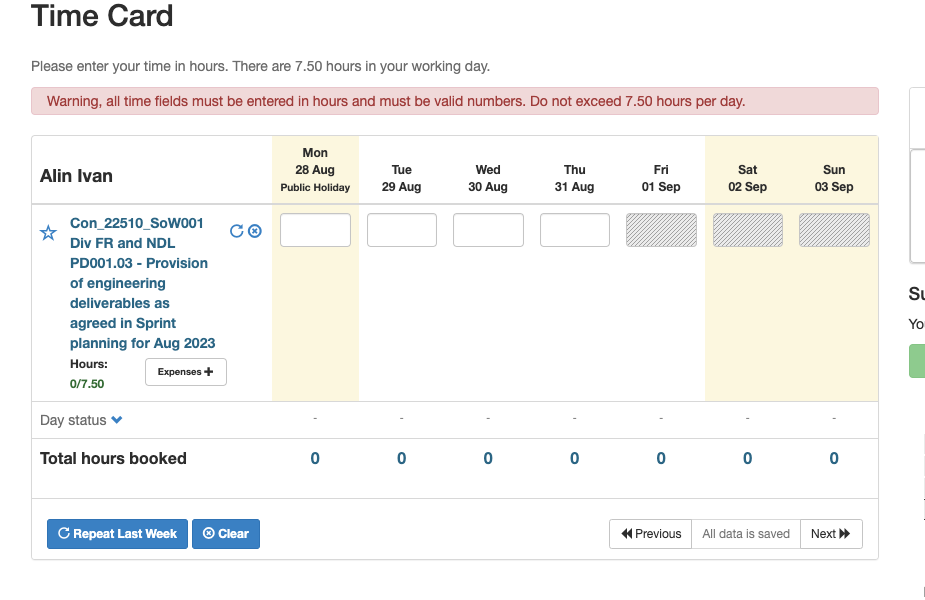 Time Card
Please enter your time in hours. There are 7.50 hours in your working day.
Warning, all time fields must be entered in hours and must be valid numbers. Do not exceed 7.50 hours per day.
Alin Ivan
Mon
28 Aug
Public Holiday
Tue
29 Aug
Wed
30 Aug
Thu
31 Aug
Fri
01 Sep
Sat
02 Sep
Sun
03 Sep
Con_22510_SoW001
Div FR and NDL
PD001.03 - Provision
of engineering
deliverables as
agreed in Sprint
planning for Aug 2023
Hours:
0/7.50
Expenses
Day status - - - - - - -
Total hours booked 0 0 0 0 0 0 0
Repeat Last Week Clear Previous All data is saved Next